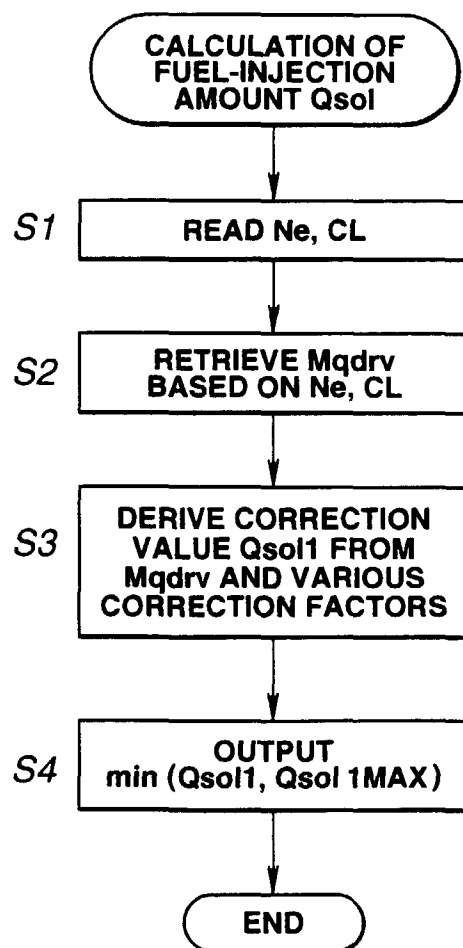 CALCULATION OF
FUEL-INJECTION
AMOUNT Qsol
S1
READ Ne, CL
S2
RETRIEVE Mqdrv
BASED ON Ne, CL
S3
DERIVE CORRECTION
VALUE Qsol1 FROM
Mqdrv AND VARIOUS
CORRECTION FACTORS
S4
OUTPUT
min (Qsol1, Qsol 1MAX)
END